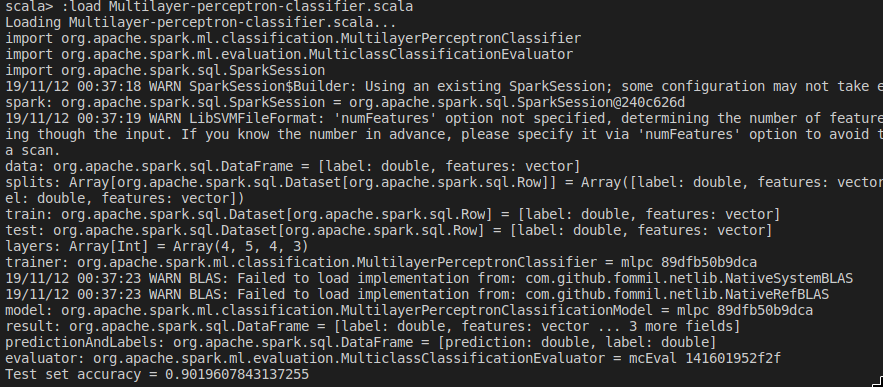 scala> :load Multilayer-perceptron-classifier.scala
Loading Multilayer-perceptron-classifier.scala...
import org.apache.spark.ml.classification.MultilayerPerceptronClassifier
import org.apache.spark.ml.evaluation.MulticlassClassificationEvaluator
import org.apache.spark.sql.SparkSession
19/11/12 00:37:18 WARN SparkSession$Builder: Using an existing SparkSession; some configuration may not take e
spark: org.apache.spark.sql.SparkSession = org.apache.spark.sql.SparkSession@240c626d
19/11/12 00:37:19 WARN LibSVMFileFormat: 'numFeatures' option not specified, determining the number of feature
ing though the input. If you know the number in advance, please specify it via 'numFeatures' option to avoid t
a scan.
data: org.apache.spark.sql.DataFrame = [label: double, features: vector]
splits: Array[org.apache.spark.sql.Dataset[org.apache.spark.sql.Row]] = Array([label: double, features: vector
el: double, features: vector])
train: org.apache.spark.sql.Dataset[org.apache.spark.sql.Row] = [label: double, features: vector]
test: org.apache.spark.sql.Dataset[org.apache.spark.sql.Row] = [label: double, features: vector]
layers: Array[Int] = Array(4, 5, 4, 3)
trainer: org.apache.spark.ml.classification.MultilayerPerceptronClassifier = mlpc 89dfb50b9dca
19/11/12 00:37:23 WARN BLAS: Failed to load implementation from: com.github.fommil.netlib.NativeSystemBLAS
19/11/12 00:37:23 WARN BLAS: Failed to load implementation from: com.github.fommil.netlib.NativeRefBLAS
model: org.apache.spark.ml.classification.MultilayerPerceptronClassificationModel = mlpc 89dfb50b9dca
result: org.apache.spark.sql.DataFrame = [label: double, features: vector ... 3 more fields]
predictionAndLabels: org.apache.spark.sql.DataFrame = [prediction: double, label: double]
evaluator: org.apache.spark.ml.evaluation.MulticlassClassificationEvaluator = mcEval 141601952f2f
Test set accuracy = 0.9019607843137255